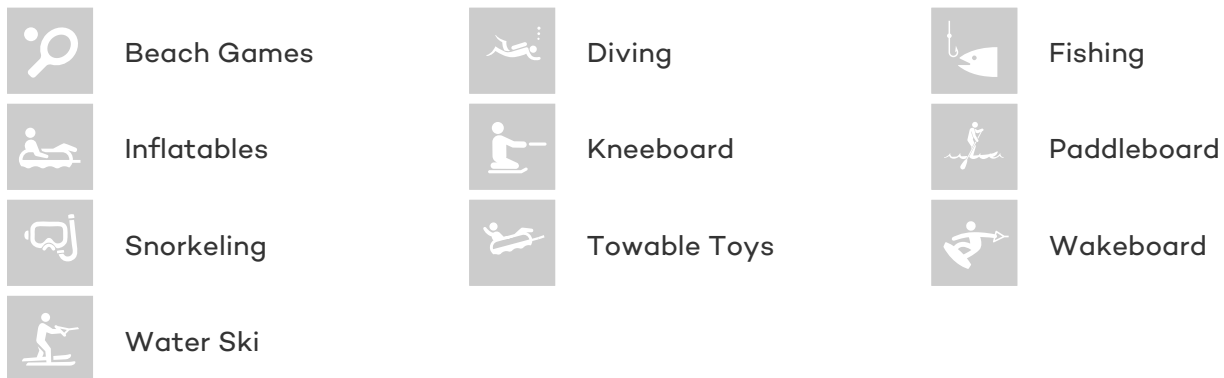 Beach Games
Diving
Fishing
Inflatables
Kneeboard
Paddleboard
Snorkeling
Towable Toys
Wakeboard
Water Ski